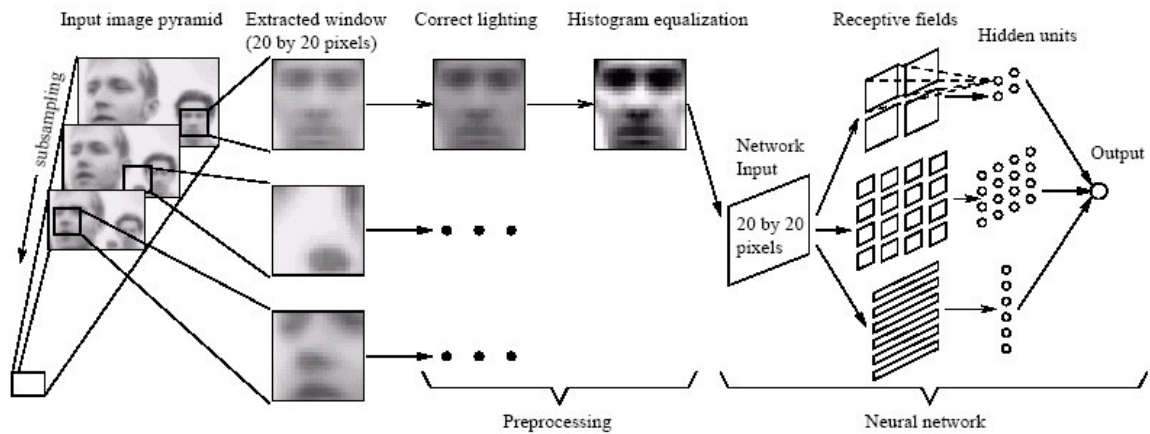 Input image pyramid
Extracted window
(20 by 20 pixels)
Correct lighting
Histogram equalization
Receptive fields
Hidden units
subsampling
Network
Input
20 by 20
pixels
Output
Preprocessing
Neural network